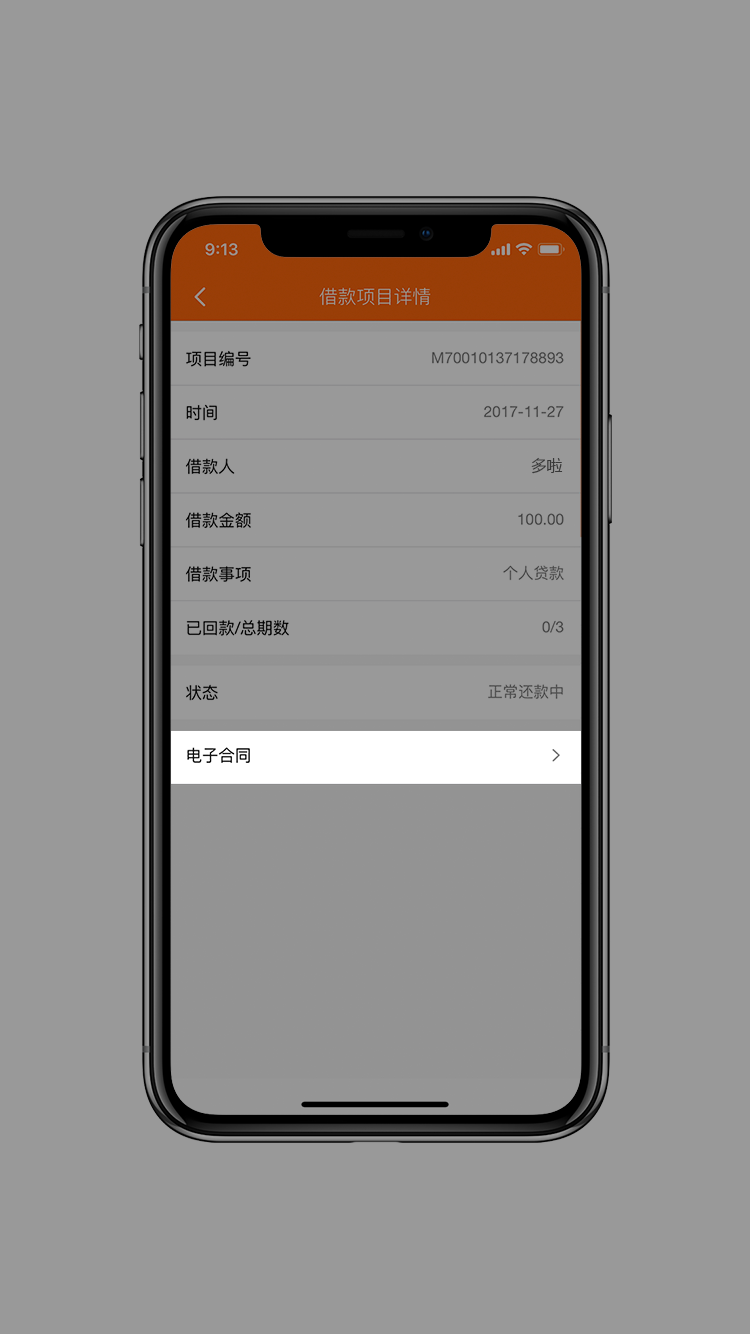 9:13
借款项目详情
项目编号 M70010137178893
时间 2017-11-27
借款人 多啦
借款金额 100.00
借款事项 个人贷款
已回款/总期数 0/3
状态 正常还款中
电子合同